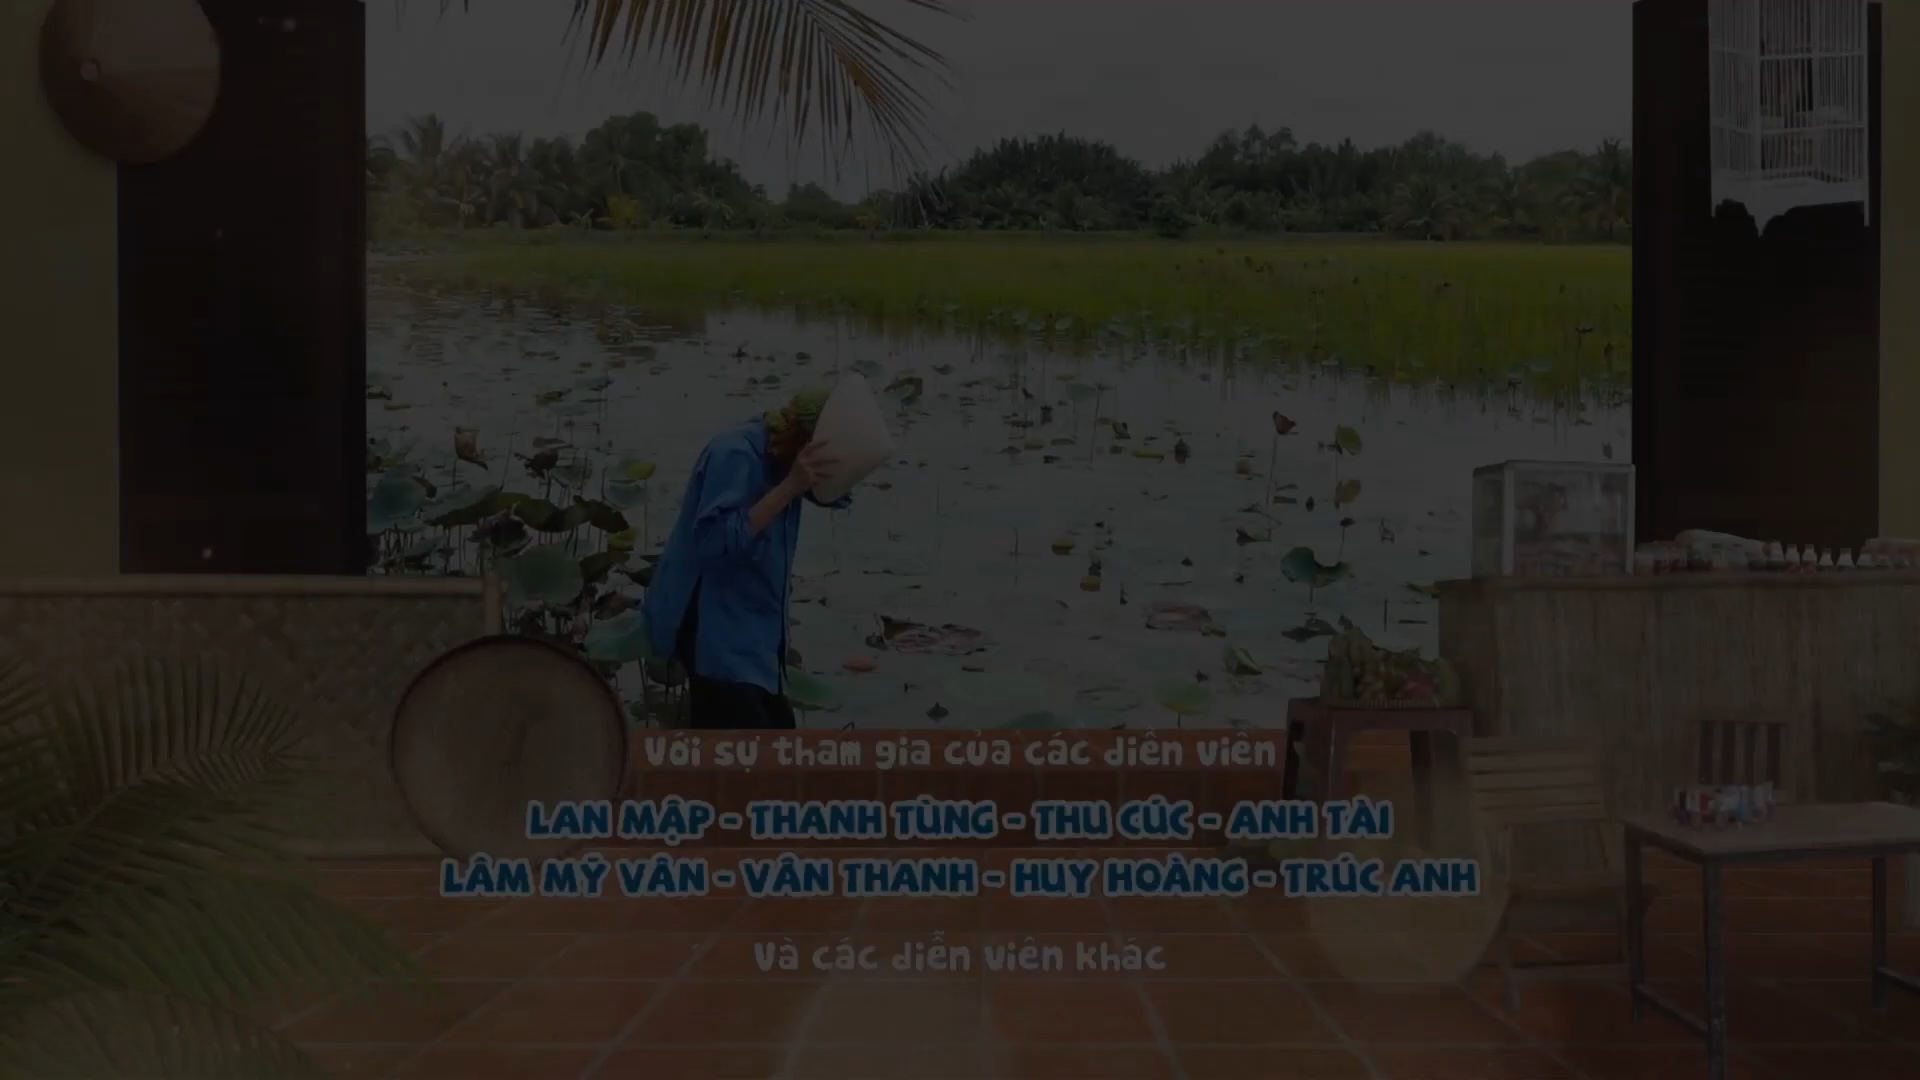 Với sự tham gia của các diễn viên
LAN MẬP - THANH TÙNG - THU CÚC - ANH TÀI
LÂM MỸ VÂN - VÂN THANH - HUY HOÀNG - TRÚC ANH
Và các diễn viên khác